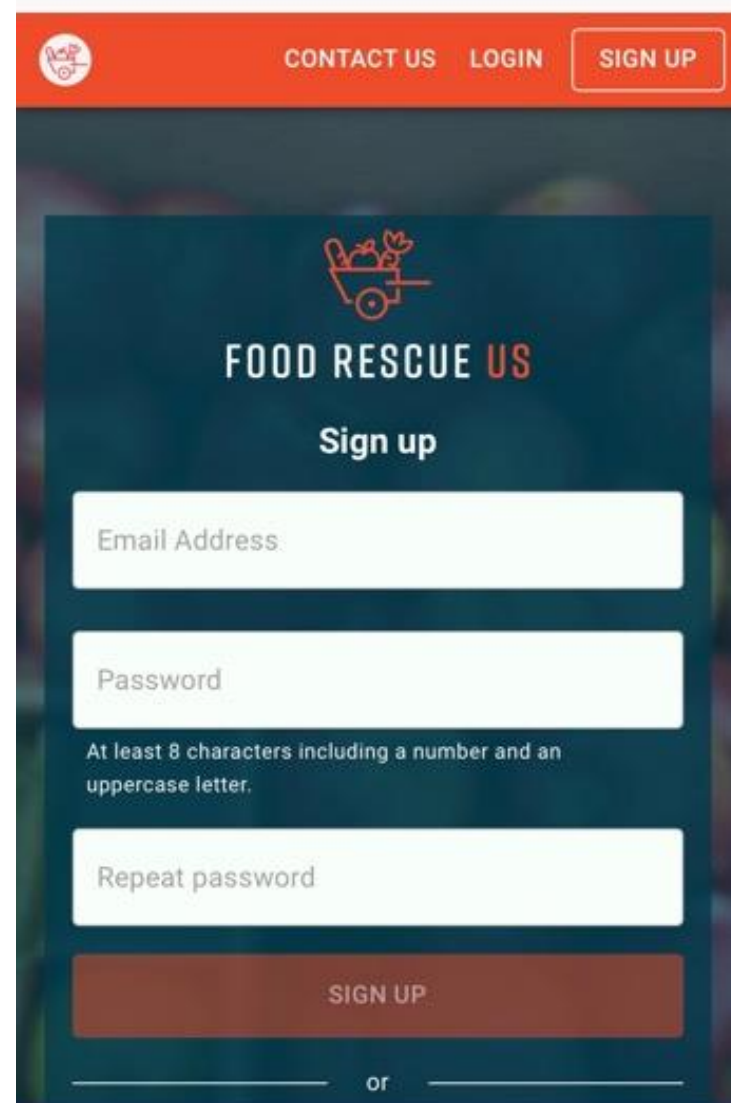 CONTACT US LOGIN SIGN UP
FOOD RESCUE US
Sign up
Email Address
Password
At least 8 characters including a number and an
uppercase letter.
Repeat password
SIGN UP
or